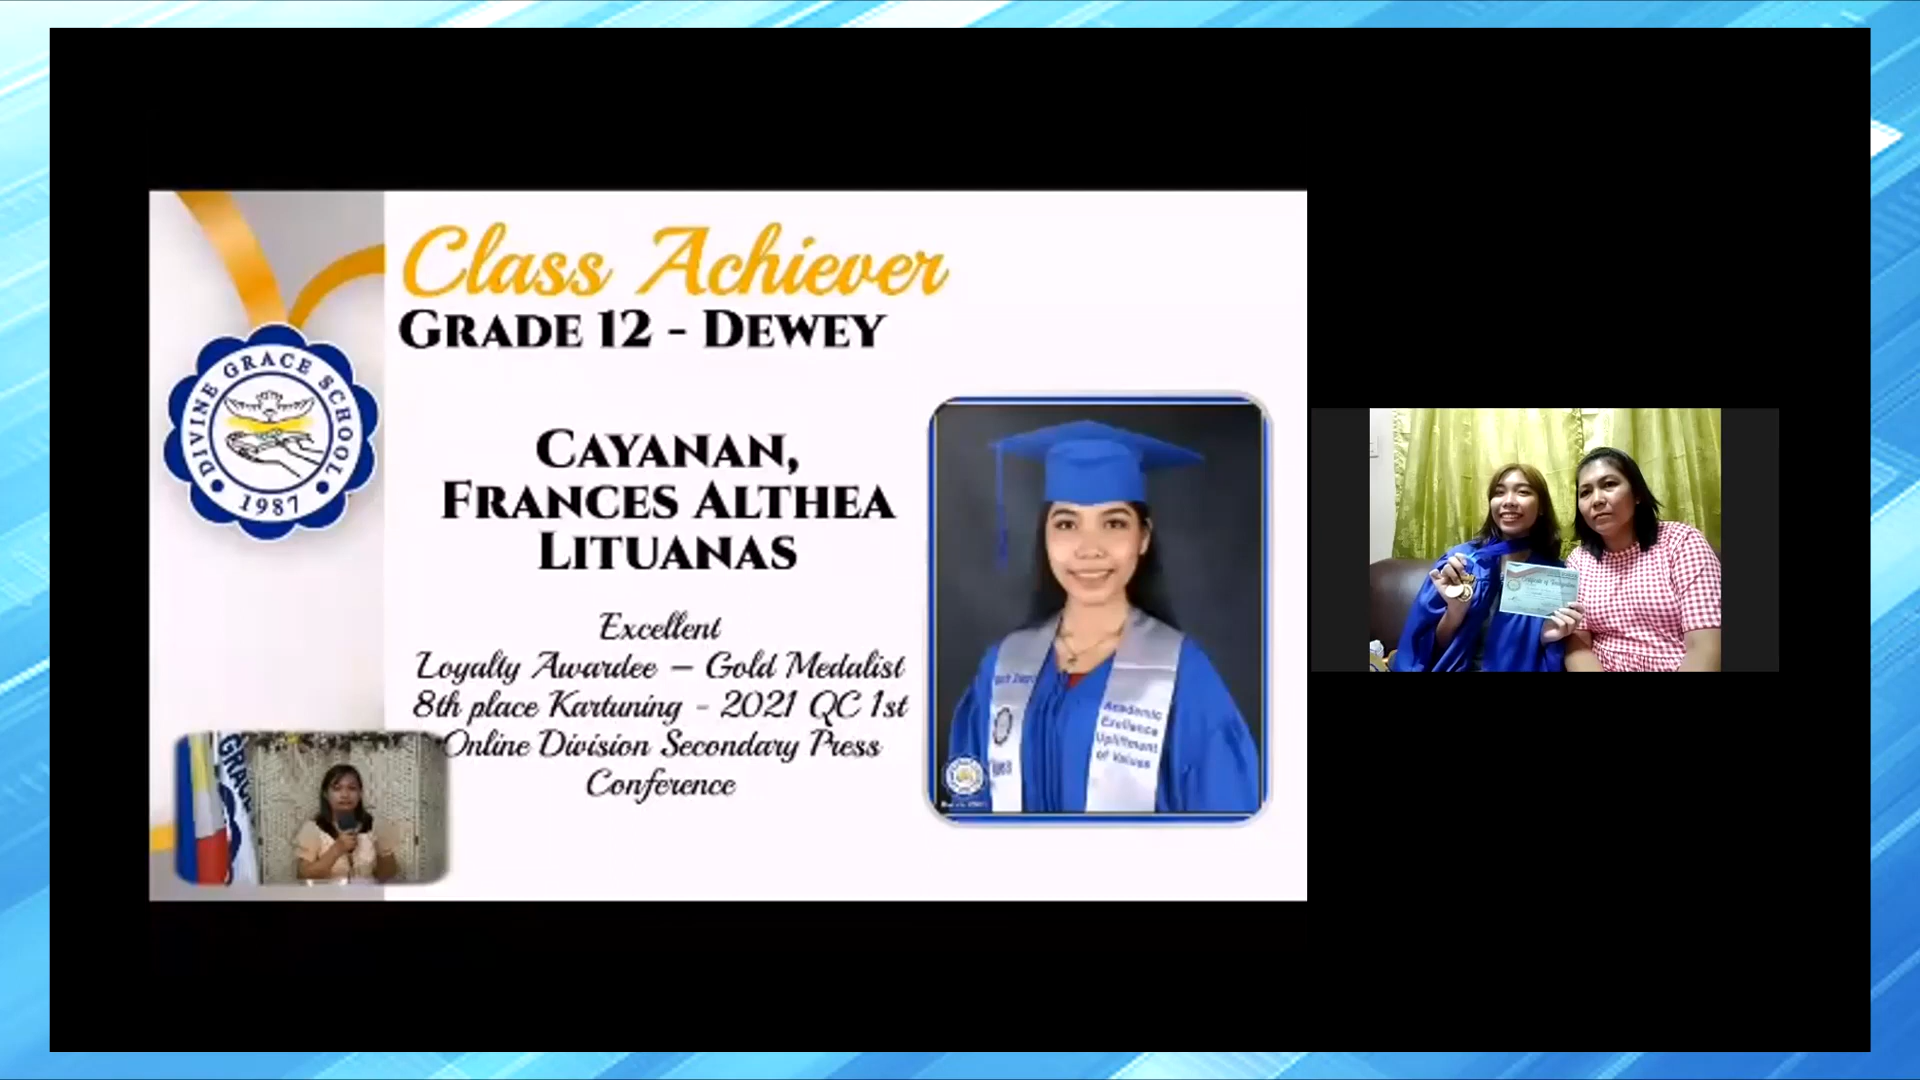 Class Achiever
GRADE 12 - DEWEY
DIVINE GRACE SCHOOL
1987
CAYANAN,
FRANCES ALTHEA
LITUANAS
Excellent
Loyalty Awardee – Gold Medalist
8th place Kartuning - 2021 QC 1st
Online Division Secondary Press
Conference
Academic
Excellence
Upliftment
of Values
GRACE